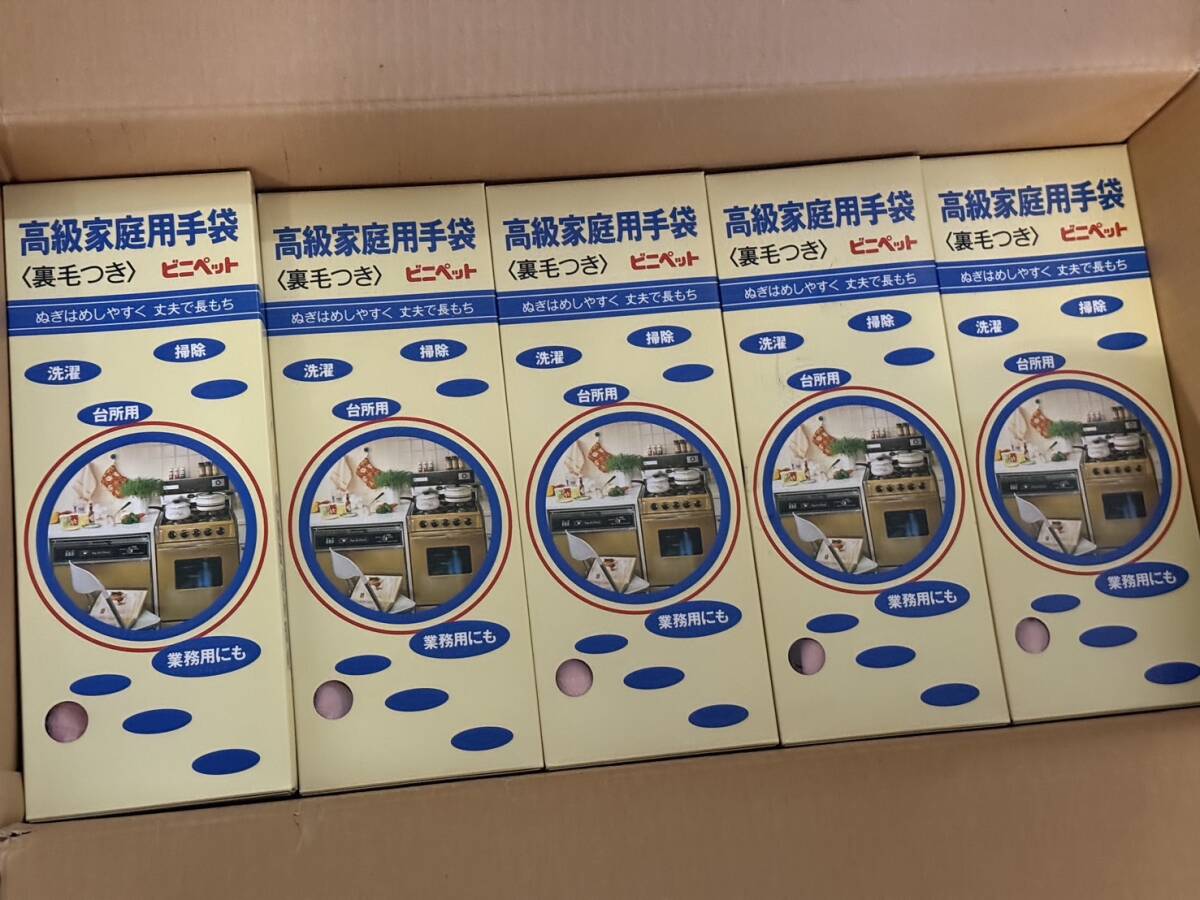 高級家庭用手袋
〈裏毛つき〉 ビニペット
ぬぎはめしやすく 丈夫で長もち
掃除
洗濯
台所用
業務用にも
高級家庭用手袋
〈裏毛つき〉 ビニペット
ぬぎはめしやすく 丈夫で長もち
掃除
洗濯
台所用
業務用にも
高級家庭用手袋
〈裏毛つき〉 ビニペット
ぬぎはめしやすく 丈夫で長もち
掃除
洗濯
台所用
業務用にも
高級家庭用手袋
〈裏毛つき〉 ビニペット
ぬぎはめしやすく 丈夫で長もち
掃除
洗濯
台所用
業務用にも
高級家庭用手袋
〈裏毛つき〉 ビニペット
ぬぎはめしやすく 丈夫で長もち
掃除
洗濯
台所用
業務用にも